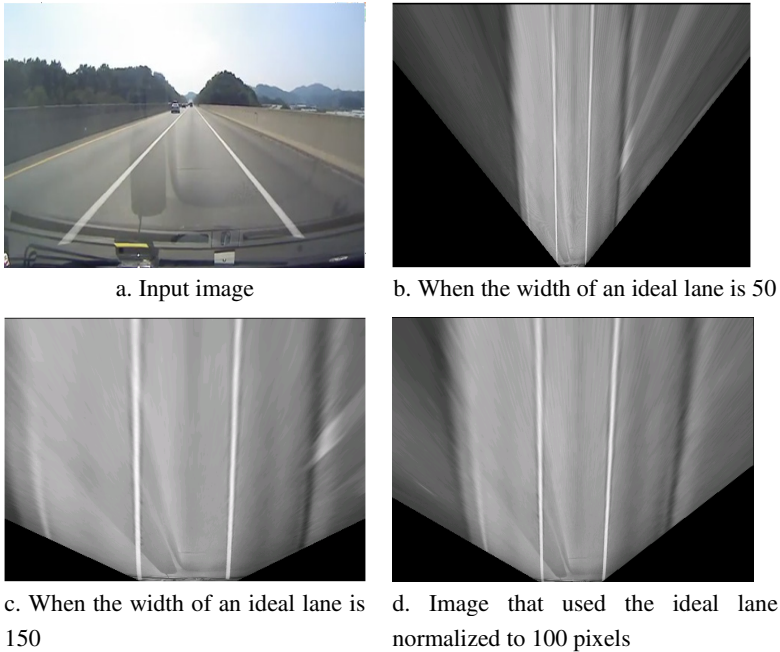 a. Input image
b. When the width of an ideal lane is 50
c. When the width of an ideal lane is
150
d. Image that used the ideal lane
normalized to 100 pixels